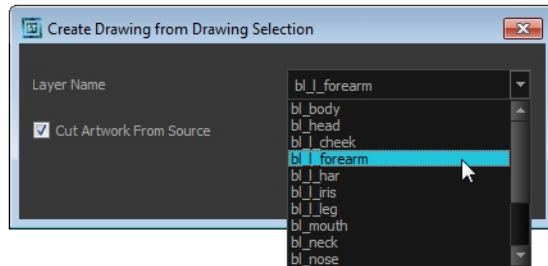 Create Drawing from Drawing Selection
Layer Name
bl_l_forearm
Cut Artwork From Source
bl_body
bl_head
bl_l_cheek
bl_l_forearm
bl_l_har
bl_l_iris
bl_l_leg
bl_mouth
bl_neck
bl_nose